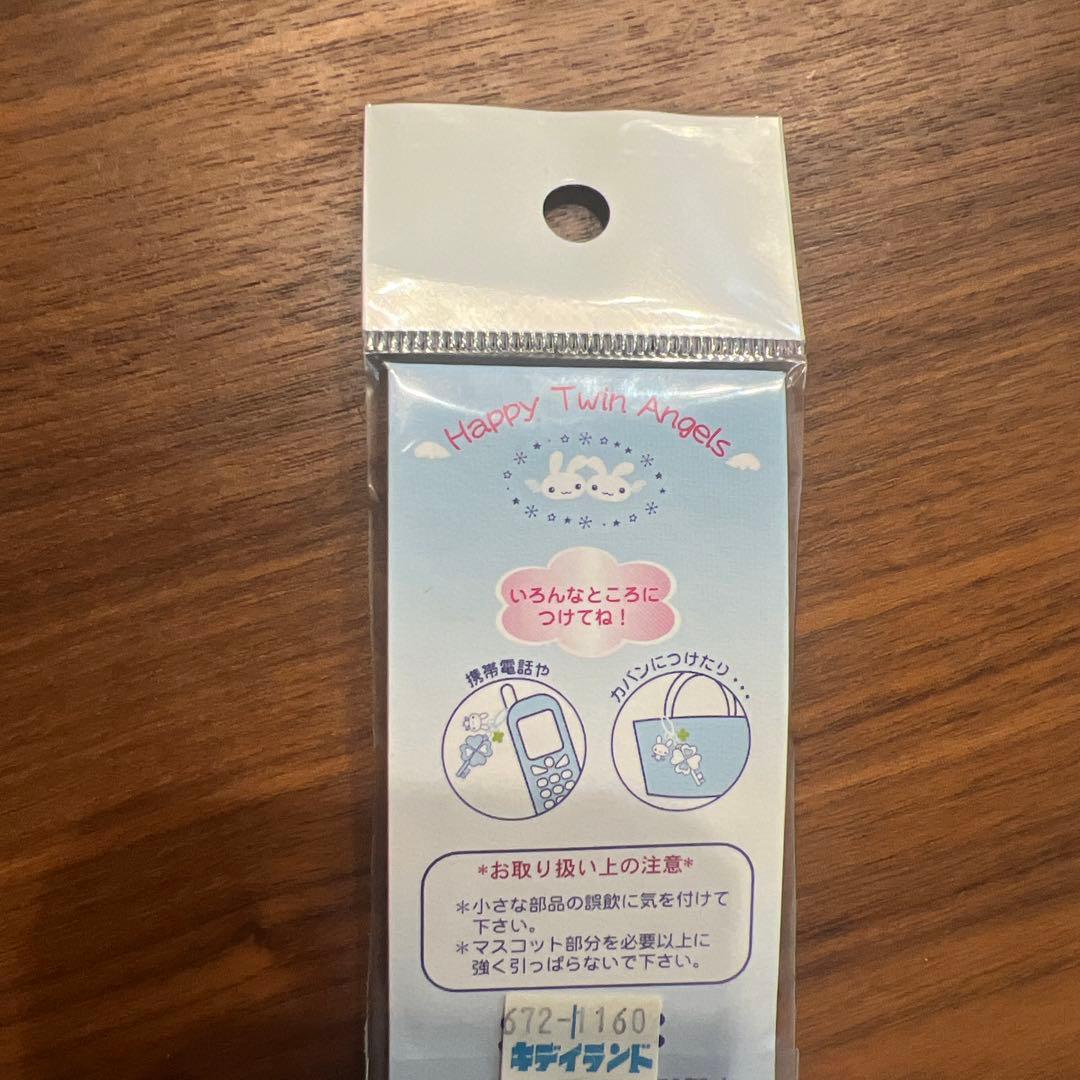 Happy Twin Angels
いろんなところに
つけてね！
携帯電話や
カバンにつけたり・・・
*お取り扱い上の注意*
＊小さな部品の誤飲に気を付けて
下さい。
＊マスコット部分を必要以上に
強く引っぱらないで下さい。
672-1160
キデイランド